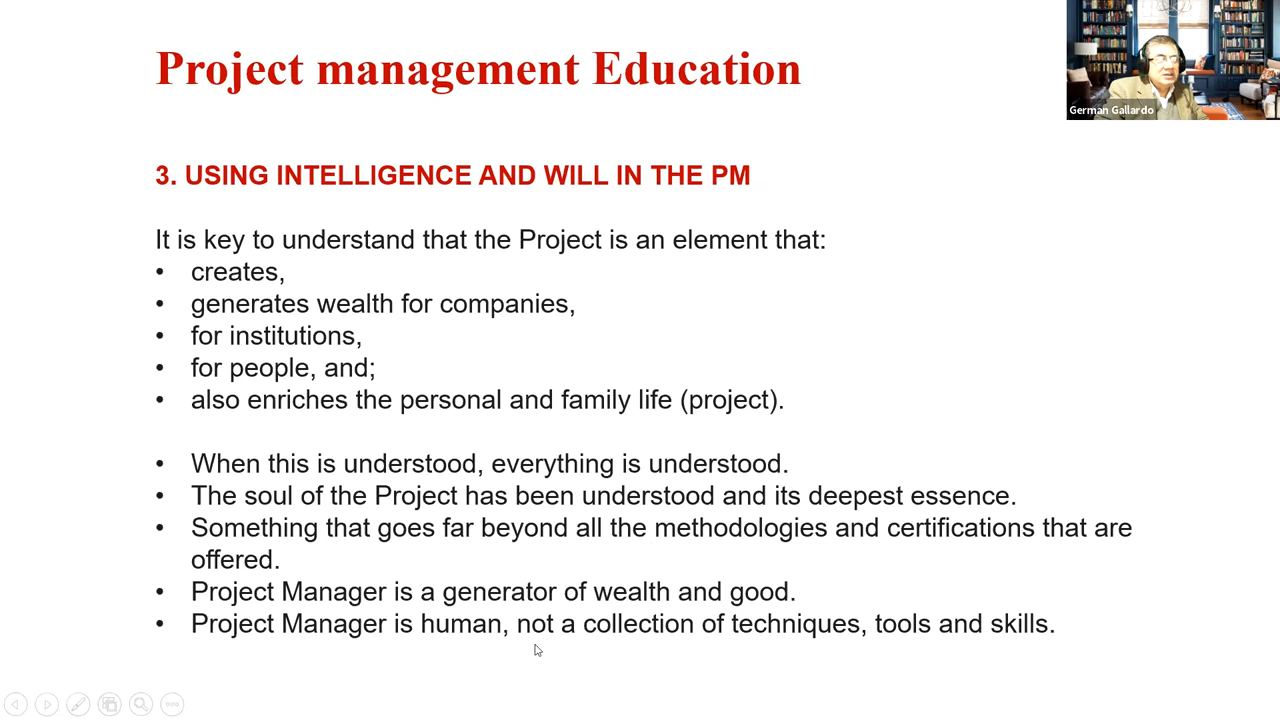 Project management Education
German Gallardo
3. USING INTELLIGENCE AND WILL IN THE PM
It is key to understand that the Project is an element that:
• creates,
• generates wealth for companies,
• for institutions,
• for people, and;
• also enriches the personal and family life (project).
• When this is understood, everything is understood.
• The soul of the Project has been understood and its deepest essence.
• Something that goes far beyond all the methodologies and certifications that are
offered.
• Project Manager is a generator of wealth and good.
• Project Manager is human, not a collection of techniques, tools and skills.